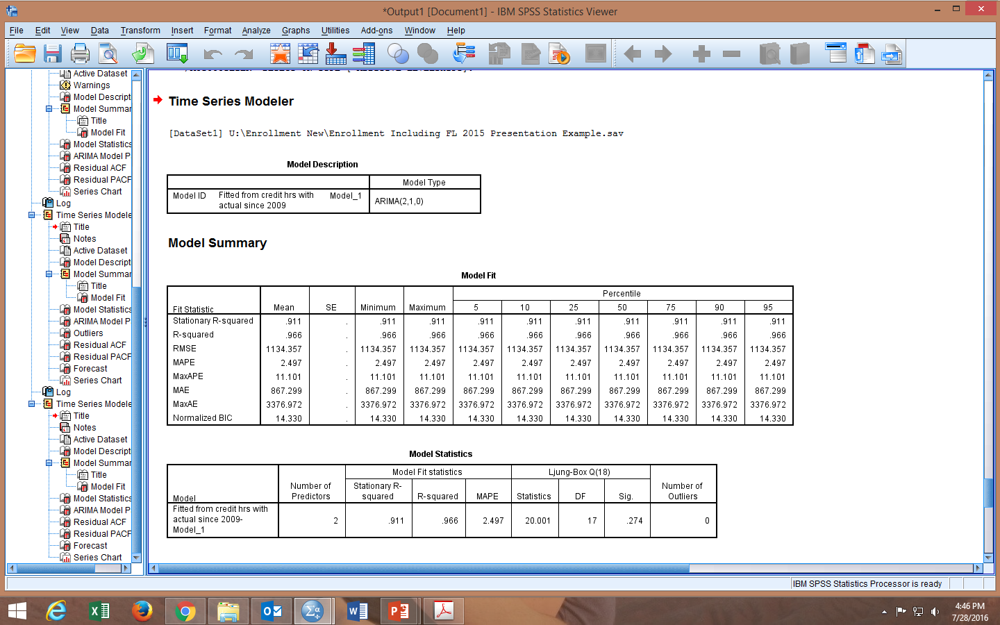 *Output1 [Document1] - IBM SPSS Statistics Viewer
File Edit View Data Transform Insert Format Analyze Graphs Utilities Add-ons Window Help
Active Dataset
Warnings
Model Descript
Model Summar
Title
Model Fit
Model Statistics
ARIMA Model P
Residual ACF
Residual PACF
Series Chart
Log
Time Series Modele
Title
Notes
Active Dataset
Model Descript
Model Summar
Title
Model Fit
Model Statistics
ARIMA Model P
Outliers
Residual ACF
Residual PACF
Forecast
Series Chart
Log
Time Series Modele
Title
Notes
Active Dataset
Model Descript
Model Summar
Title
Model Fit
Model Statistics
ARIMA Model P
Residual ACF
Residual PACF
Forecast
Series Chart
Time Series Modeler
[DataSet1] U:\Enrollment New\Enrollment Including FL 2015 Presentation Example.sav
Model Description
Model Type
Model ID Fitted from credit hrs with Model_1 ARIMA(2,1,0)
actual since 2009
Model Summary
Model Fit
Percentile
Fit Statistic Mean SE Minimum Maximum 5 10 25 50 75 90 95
Stationary R-squared .911 . .911 .911 .911 .911 .911 .911 .911 .911 .911
R-squared .966 . .966 .966 .966 .966 .966 .966 .966 .966 .966
RMSE 1134.357 . 1134.357 1134.357 1134.357 1134.357 1134.357 1134.357 1134.357 1134.357 1134.357
MAPE 2.497 . 2.497 2.497 2.497 2.497 2.497 2.497 2.497 2.497 2.497
MaxAPE 11.101 . 11.101 11.101 11.101 11.101 11.101 11.101 11.101 11.101 11.101
MAE 867.299 . 867.299 867.299 867.299 867.299 867.299 867.299 867.299 867.299 867.299
MaxAE 3376.972 . 3376.972 3376.972 3376.972 3376.972 3376.972 3376.972 3376.972 3376.972 3376.972
Normalized BIC 14.330 . 14.330 14.330 14.330 14.330 14.330 14.330 14.330 14.330 14.330
Model Statistics
Model Fit statistics Ljung-Box Q(18)
Number of Stationary R- Number of
Model Predictors squared R-squared MAPE Statistics DF Sig. Outliers
Fitted from credit hrs with
actual since 2009- 2 .911 .966 2.497 20.001 17 .274 0
Model_1
IBM SPSS Statistics Processor is ready
4:46 PM
7/28/2016